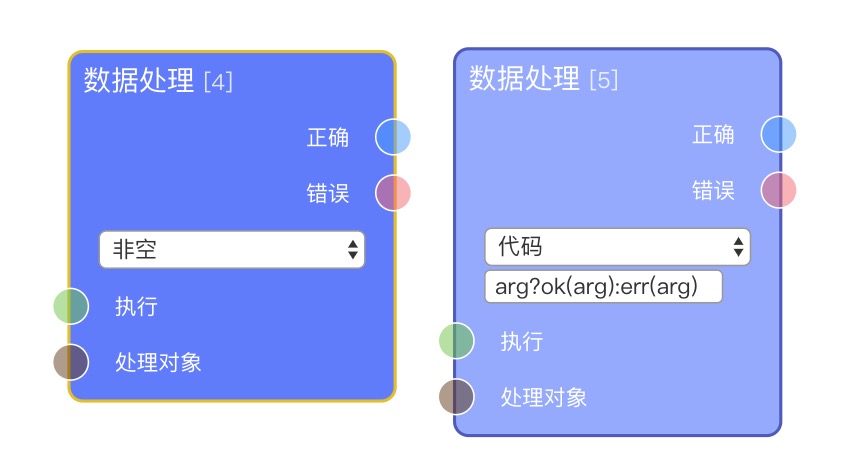 数据处理 [4]
正确
错误
非空
执行
处理对象
数据处理 [5]
正确
错误
代码
arg?ok(arg):err(arg)
执行
处理对象